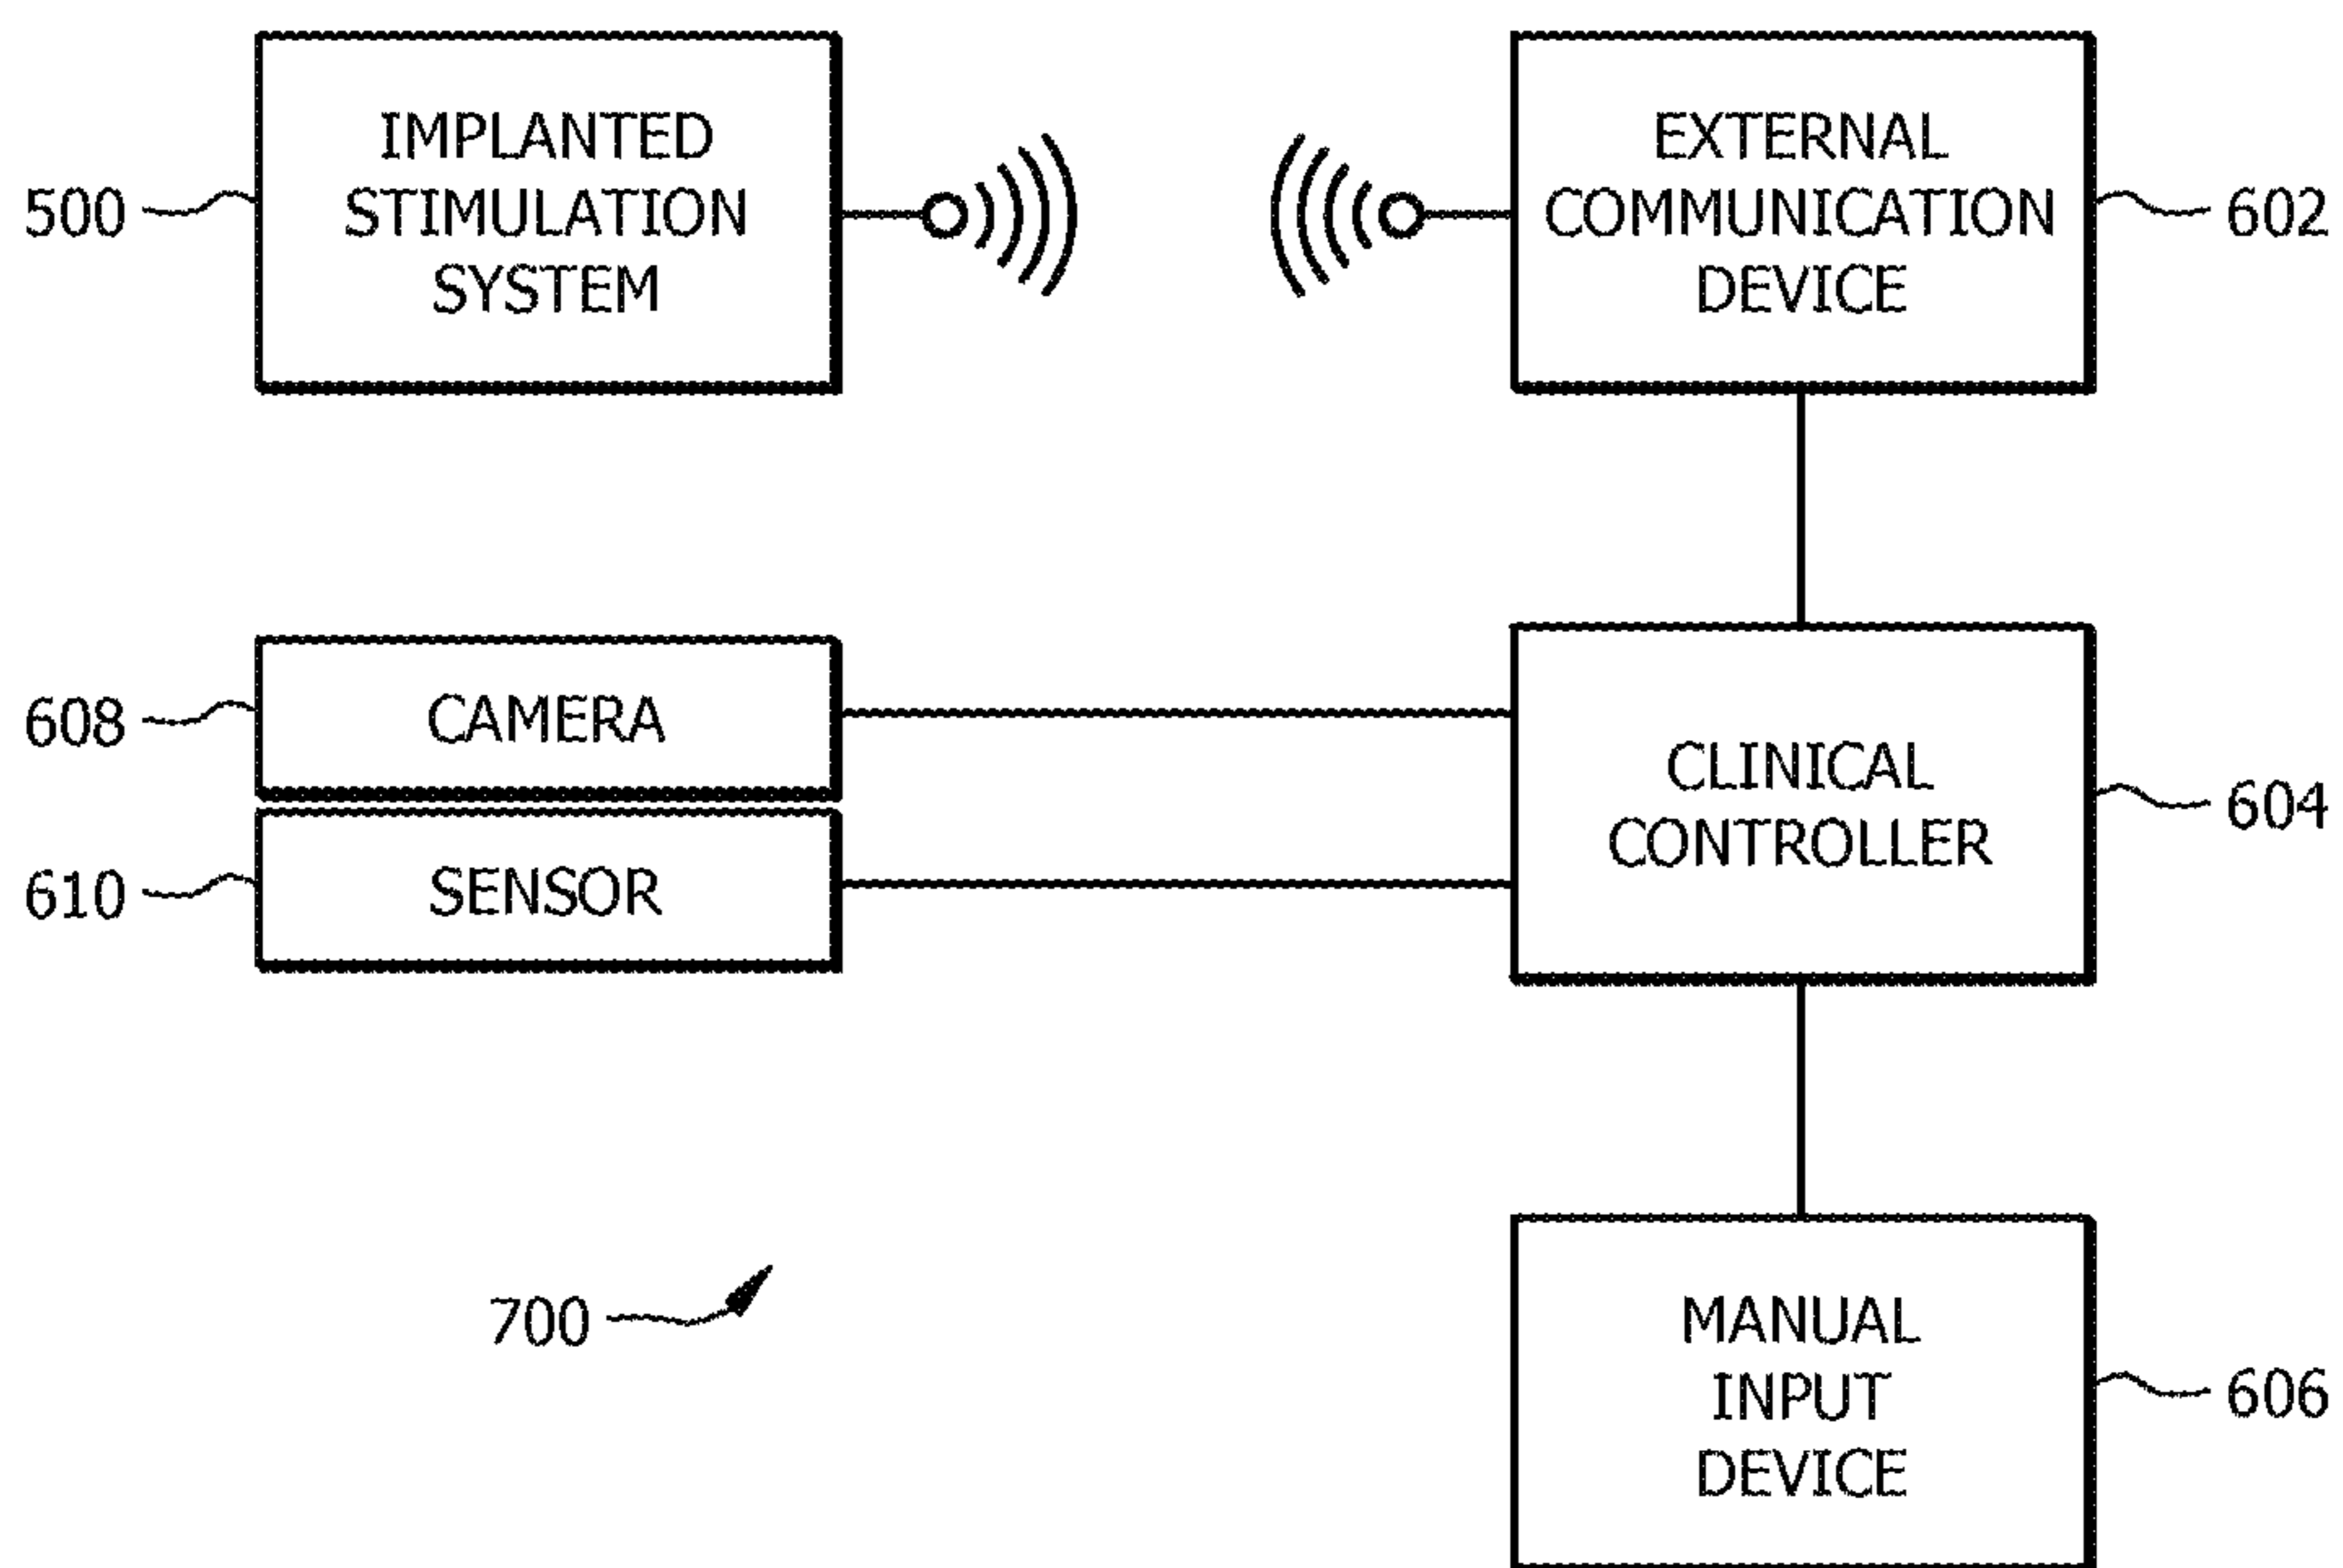 500
IMPLANTED
STIMULATION
SYSTEM
EXTERNAL
COMMUNICATION
DEVICE
602
608
CAMERA
610
SENSOR
CLINICAL
CONTROLLER
604
700
MANUAL
INPUT
DEVICE
606